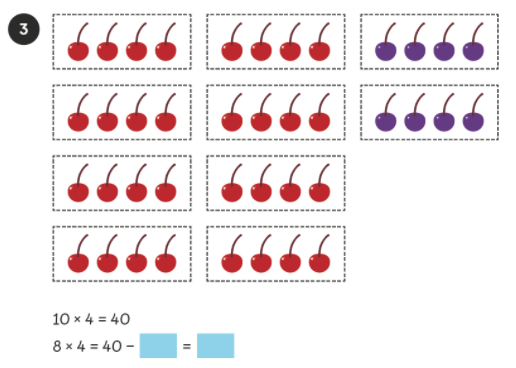 3
10 × 4 = 40
8 × 4 = 40 − =